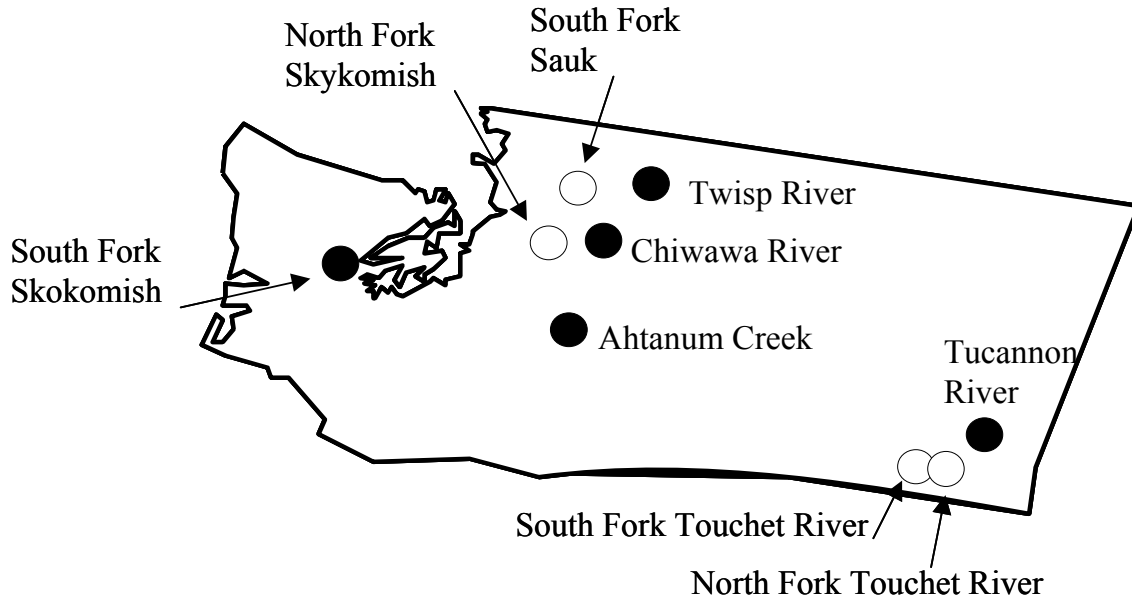 South Fork
Sauk
North Fork
Skykomish
Twisp River
South Fork
Skokomish
Chiwawa River
Ahtanum Creek
Tucannon
River
South Fork Touchet River
North Fork Touchet River